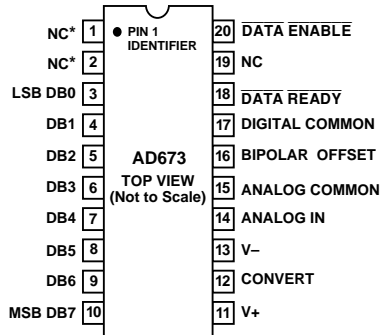 NC* 1 ● PIN 1 IDENTIFIER 20 DATA ENABLE
NC* 2 19 NC
LSB DB0 3 18 DATA READY
DB1 4 17 DIGITAL COMMON
DB2 5 AD673 16 BIPOLAR OFFSET
DB3 6 TOP VIEW 15 ANALOG COMMON
DB4 7 (Not to Scale) 14 ANALOG IN
DB5 8 13 V–
DB6 9 12 CONVERT
MSB DB7 10 11 V+